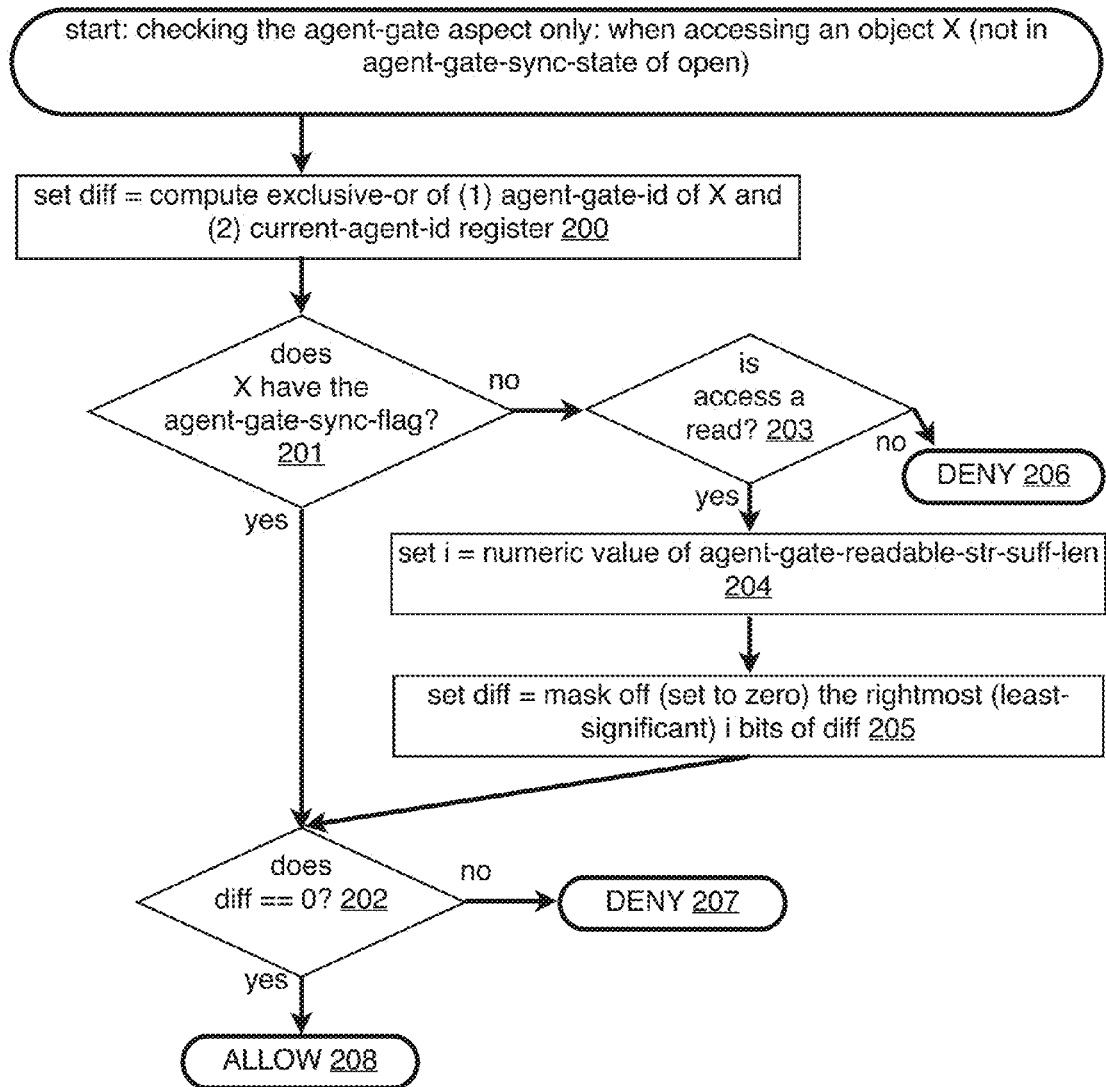 start: checking the agent-gate aspect only: when accessing an object X (not in
agent-gate-sync-state of open)
set diff = compute exclusive-or of (1) agent-gate-id of X and
(2) current-agent-id register 200
does
X have the
agent-gate-sync-flag?
201
no
yes
is
access a
read? 203
no
DENY 206
yes
set i = numeric value of agent-gate-readable-str-suff-len
204
set diff = mask off (set to zero) the rightmost (least-
significant) i bits of diff 205
does
diff == 0? 202
no
DENY 207
yes
ALLOW 208